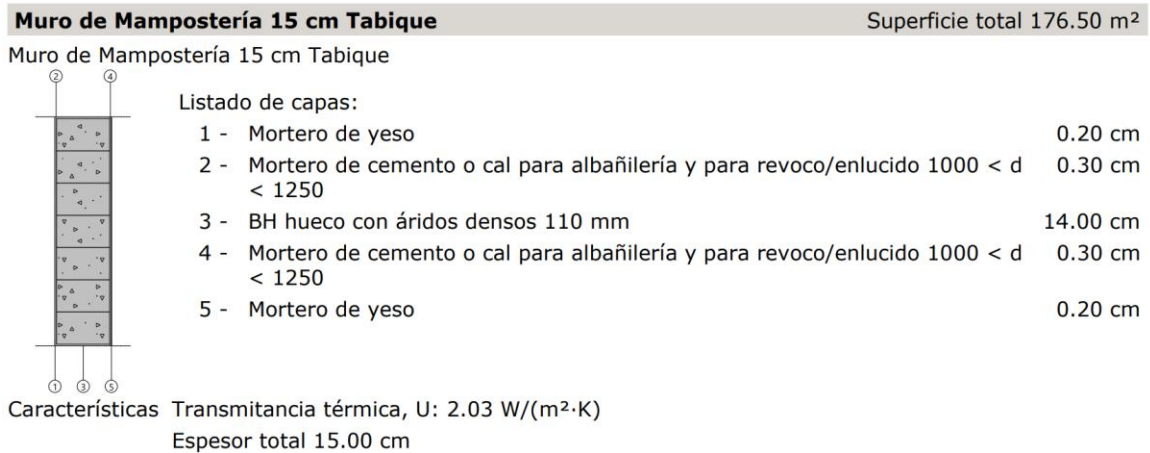 Muro de Mampostería 15 cm Tabique Superficie total 176.50 m²
Muro de Mampostería 15 cm Tabique
2 4
Listado de capas:
1 - Mortero de yeso 0.20 cm
2 - Mortero de cemento o cal para albañilería y para revoco/enlucido 1000 < d 0.30 cm
< 1250
3 - BH hueco con áridos densos 110 mm 14.00 cm
4 - Mortero de cemento o cal para albañilería y para revoco/enlucido 1000 < d 0.30 cm
< 1250
5 - Mortero de yeso 0.20 cm
1 3 5
Características Transmitancia térmica, U: 2.03 W/(m²·K)
Espesor total 15.00 cm